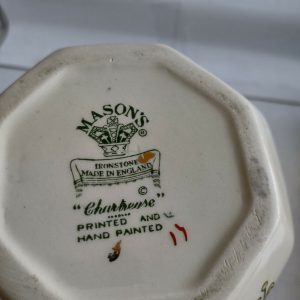 MASON'S
®
IRONSTONE
MADE IN ENGLAND
©
"Chartreuse"
PRINTED AND
HAND PAINTED